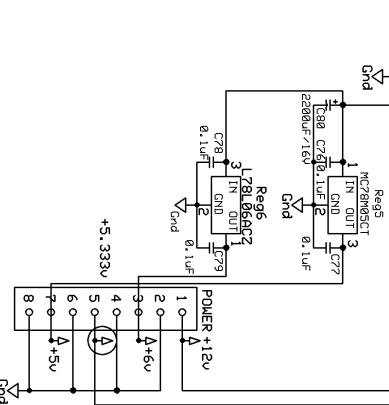 Gnd
C80
2200uF/16V
C76
0.1uF
1
IN
GND
OUT
2
3
Reg5
MC78M05CT
Gnd
C77
0.1uF
C78
0.1uF
3
IN
GND
OUT
2
1
Reg6
L78L06ACZ
Gnd
C79
0.1uF
+5.333v
POWER
+12v
8
7
6
5
4
3
2
1
+5v
+6v
Gnd